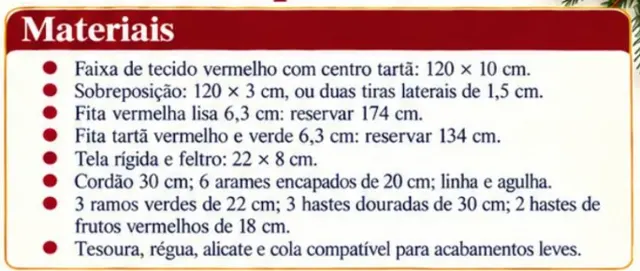 Materiais
● Faixa de tecido vermelho com centro tartã: 120 × 10 cm.
● Sobreposição: 120 × 3 cm, ou duas tiras laterais de 1,5 cm.
● Fita vermelha lisa 6,3 cm: reservar 174 cm.
● Fita tartã vermelho e verde 6,3 cm: reservar 134 cm.
● Tela rígida e feltro: 22 × 8 cm.
● Cordão 30 cm; 6 arames encapados de 20 cm; linha e agulha.
● 3 ramos verdes de 22 cm; 3 hastes douradas de 30 cm; 2 hastes de
frutos vermelhos de 18 cm.
● Tesoura, régua, alicate e cola compatível para acabamentos leves.